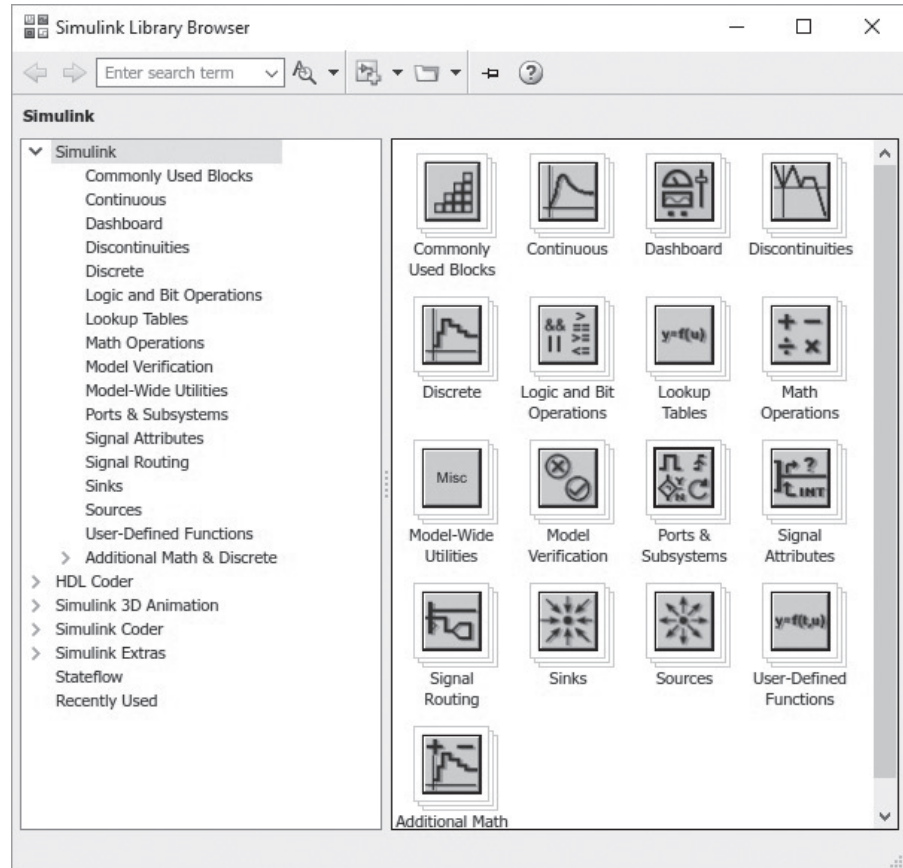 Simulink Library Browser
Enter search term
Simulink
Simulink
Commonly Used Blocks
Continuous
Dashboard
Discontinuities
Discrete
Logic and Bit Operations
Lookup Tables
Math Operations
Model Verification
Model-Wide Utilities
Ports & Subsystems
Signal Attributes
Signal Routing
Sinks
Sources
User-Defined Functions
Additional Math & Discrete
HDL Coder
Simulink 3D Animation
Simulink Coder
Simulink Extras
Stateflow
Recently Used
Commonly
Used Blocks
Continuous
Dashboard
Discontinuities
&& >
==
|| >=
<=
y=f(u)
+ −
÷ ×
Discrete
Logic and Bit
Operations
Lookup
Tables
Math
Operations
Misc
Y
N
?
INT
Model-Wide
Utilities
Model
Verification
Ports &
Subsystems
Signal
Attributes
y=f(t,u)
Signal
Routing
Sinks
Sources
User-Defined
Functions
+ −
Additional Math